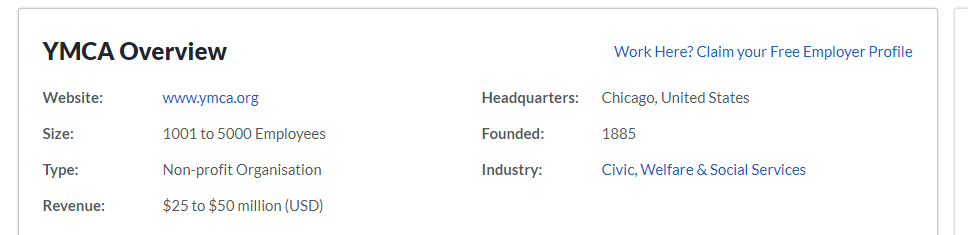 YMCA Overview
Work Here? Claim your Free Employer Profile
Website: www.ymca.org
Headquarters: Chicago, United States
Size: 1001 to 5000 Employees
Founded: 1885
Type: Non-profit Organisation
Industry: Civic, Welfare & Social Services
Revenue: $25 to $50 million (USD)